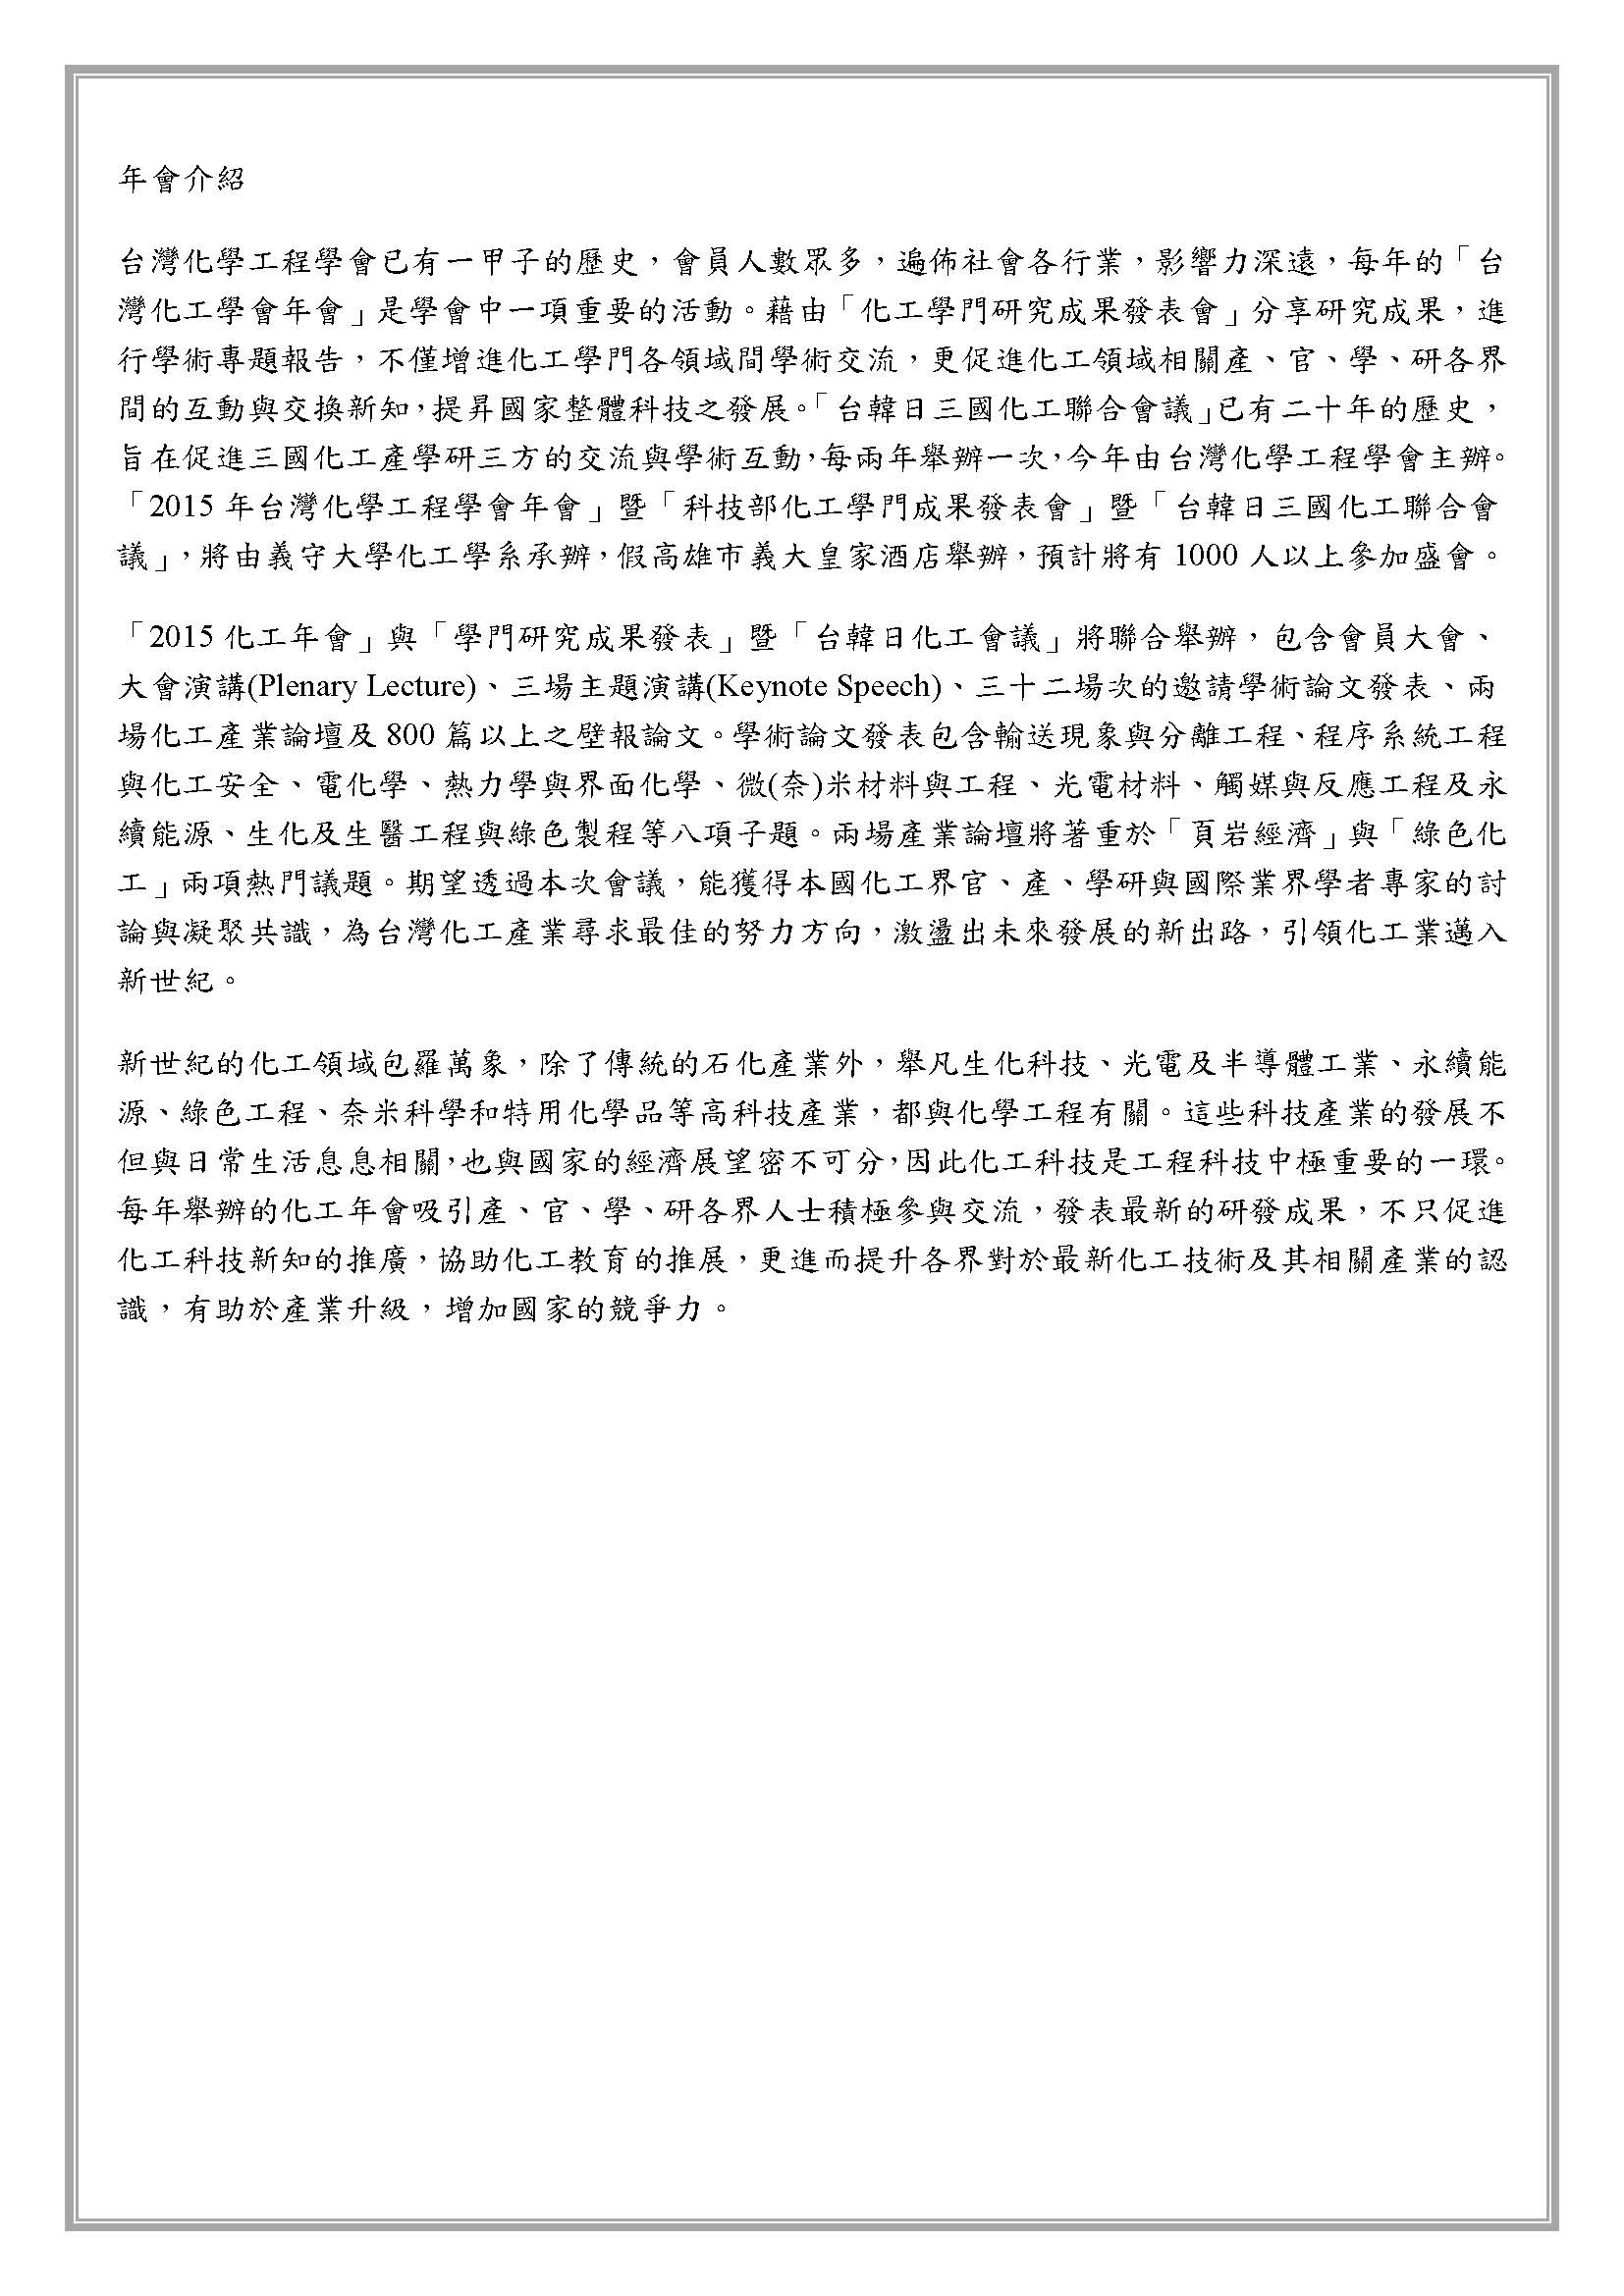 年會介紹
台灣化學工程學會已有一甲子的歷史，會員人數眾多，遍佈社會各行業，影響力深遠，每年的「台
灣化工學會年會」是學會中一項重要的活動。藉由「化工學門研究成果發表會」分享研究成果，進
行學術專題報告，不僅增進化工學門各領域間學術交流，更促進化工領域相關產、官、學、研各界
間的互動與交換新知，提昇國家整體科技之發展。「台韓日三國化工聯合會議」已有二十年的歷史，
旨在促進三國化工產學研三方的交流與學術互動，每兩年舉辦一次，今年由台灣化學工程學會主辦。
「2015 年台灣化學工程學會年會」暨「科技部化工學門成果發表會」暨「台韓日三國化工聯合會
議」，將由義守大學化工學系承辦，假高雄市義大皇家酒店舉辦，預計將有 1000 人以上參加盛會。
「2015 化工年會」與「學門研究成果發表」暨「台韓日化工會議」將聯合舉辦，包含會員大會、
大會演講(Plenary Lecture)、三場主題演講(Keynote Speech)、三十二場次的邀請學術論文發表、兩
場化工產業論壇及 800 篇以上之壁報論文。學術論文發表包含輸送現象與分離工程、程序系統工程
與化工安全、電化學、熱力學與界面化學、微(奈)米材料與工程、光電材料、觸媒與反應工程及永
續能源、生化及生醫工程與綠色製程等八項子題。兩場產業論壇將著重於「頁岩經濟」與「綠色化
工」兩項熱門議題。期望透過本次會議，能獲得本國化工界官、產、學研與國際業界學者專家的討
論與凝聚共識，為台灣化工產業尋求最佳的努力方向，激盪出未來發展的新出路，引領化工業邁入
新世紀。
新世紀的化工領域包羅萬象，除了傳統的石化產業外，舉凡生化科技、光電及半導體工業、永續能
源、綠色工程、奈米科學和特用化學品等高科技產業，都與化學工程有關。這些科技產業的發展不
但與日常生活息息相關，也與國家的經濟展望密不可分，因此化工科技是工程科技中極重要的一環。
每年舉辦的化工年會吸引產、官、學、研各界人士積極參與交流，發表最新的研發成果，不只促進
化工科技新知的推廣，協助化工教育的推展，更進而提升各界對於最新化工技術及其相關產業的認
識，有助於產業升級，增加國家的競爭力。